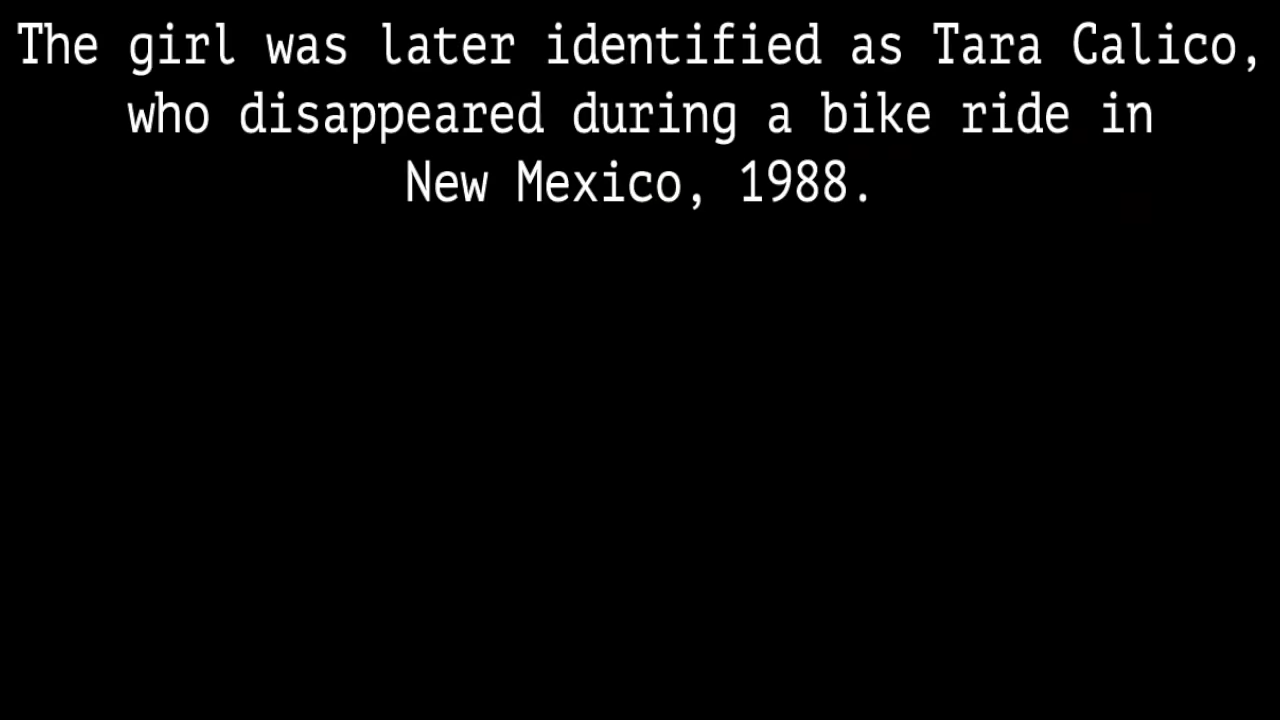 The girl was later identified as Tara Calico,
who disappeared during a bike ride in
New Mexico, 1988.